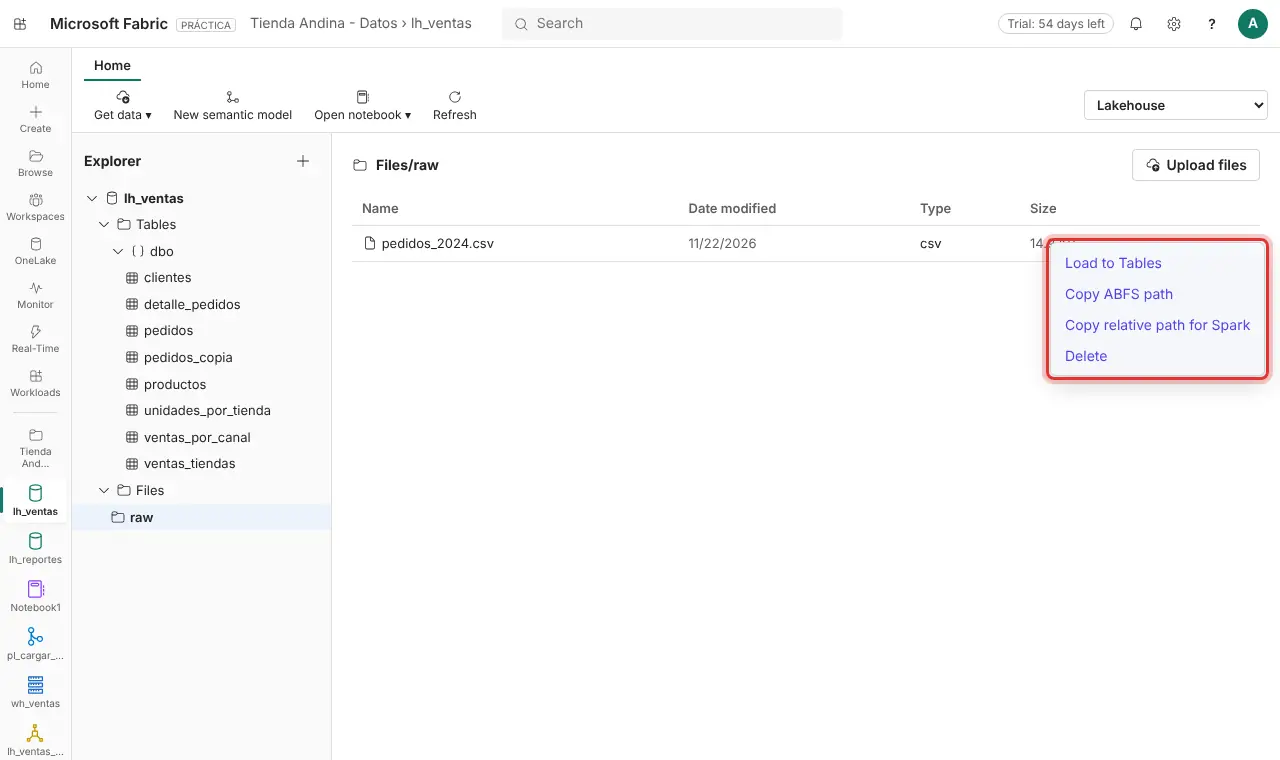 Microsoft Fabric PRÁCTICA Tienda Andina - Datos › lh_ventas Search Trial: 54 days left ? A
Home
Create
Browse
Workspaces
OneLake
Monitor
Real-Time
Workloads
Tienda
And...
lh_ventas
lh_reportes
Notebook1
pl_cargar_...
wh_ventas
lh_ventas_...
Home
Get data ▾ New semantic model Open notebook ▾ Refresh Lakehouse
Explorer
lh_ventas
Tables
dbo
clientes
detalle_pedidos
pedidos
pedidos_copia
productos
unidades_por_tienda
ventas_por_canal
ventas_tiendas
Files
raw
Files/raw Upload files
Name Date modified Type Size
pedidos_2024.csv 11/22/2026 csv
Load to Tables
Copy ABFS path
Copy relative path for Spark
Delete